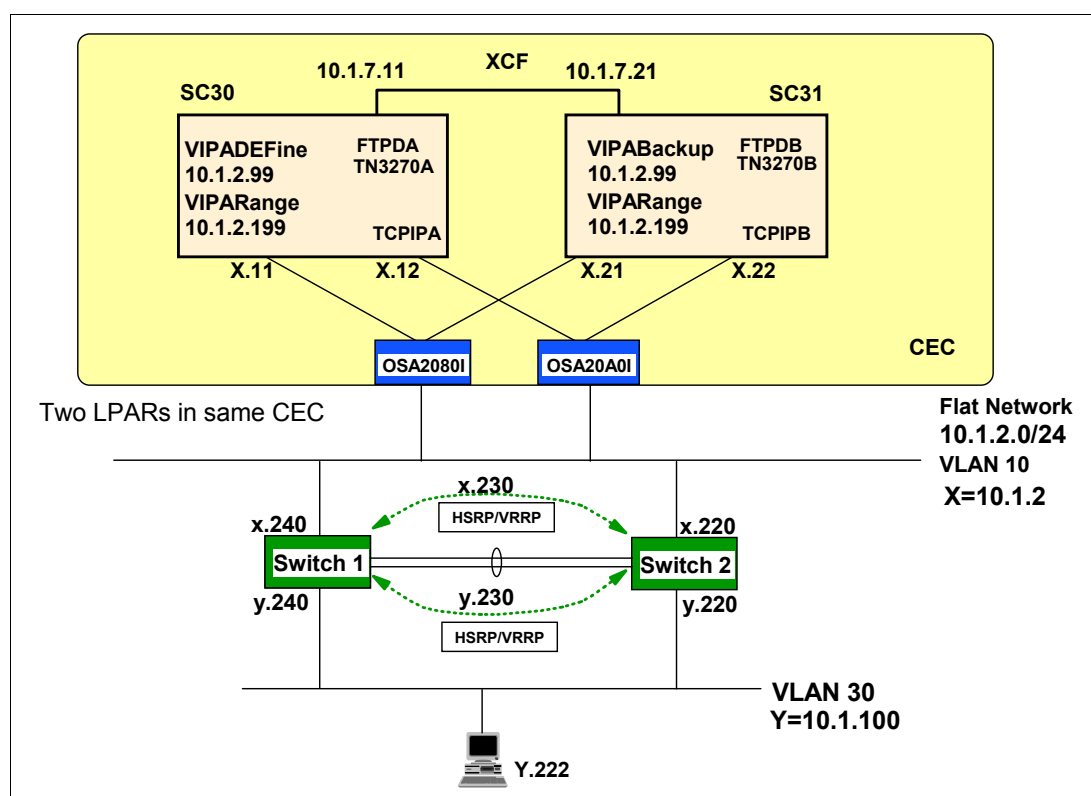 XCF
10.1.7.11
10.1.7.21
SC30
SC31
VIPADEFine
10.1.2.99
VIPARange
10.1.2.199
FTPDA
TN3270A
TCPIPA
VIPABackup
10.1.2.99
VIPARange
10.1.2.199
FTPDB
TN3270B
TCPIPB
X.11
X.12
X.21
X.22
OSA2080I
OSA20A0I
CEC
Two LPARs in same CEC
Flat Network
10.1.2.0/24
VLAN 10
X=10.1.2
x.230
HSRP/VRRP
x.240
x.220
Switch 1
Switch 2
y.240
y.230
y.220
HSRP/VRRP
VLAN 30
Y=10.1.100
Y.222